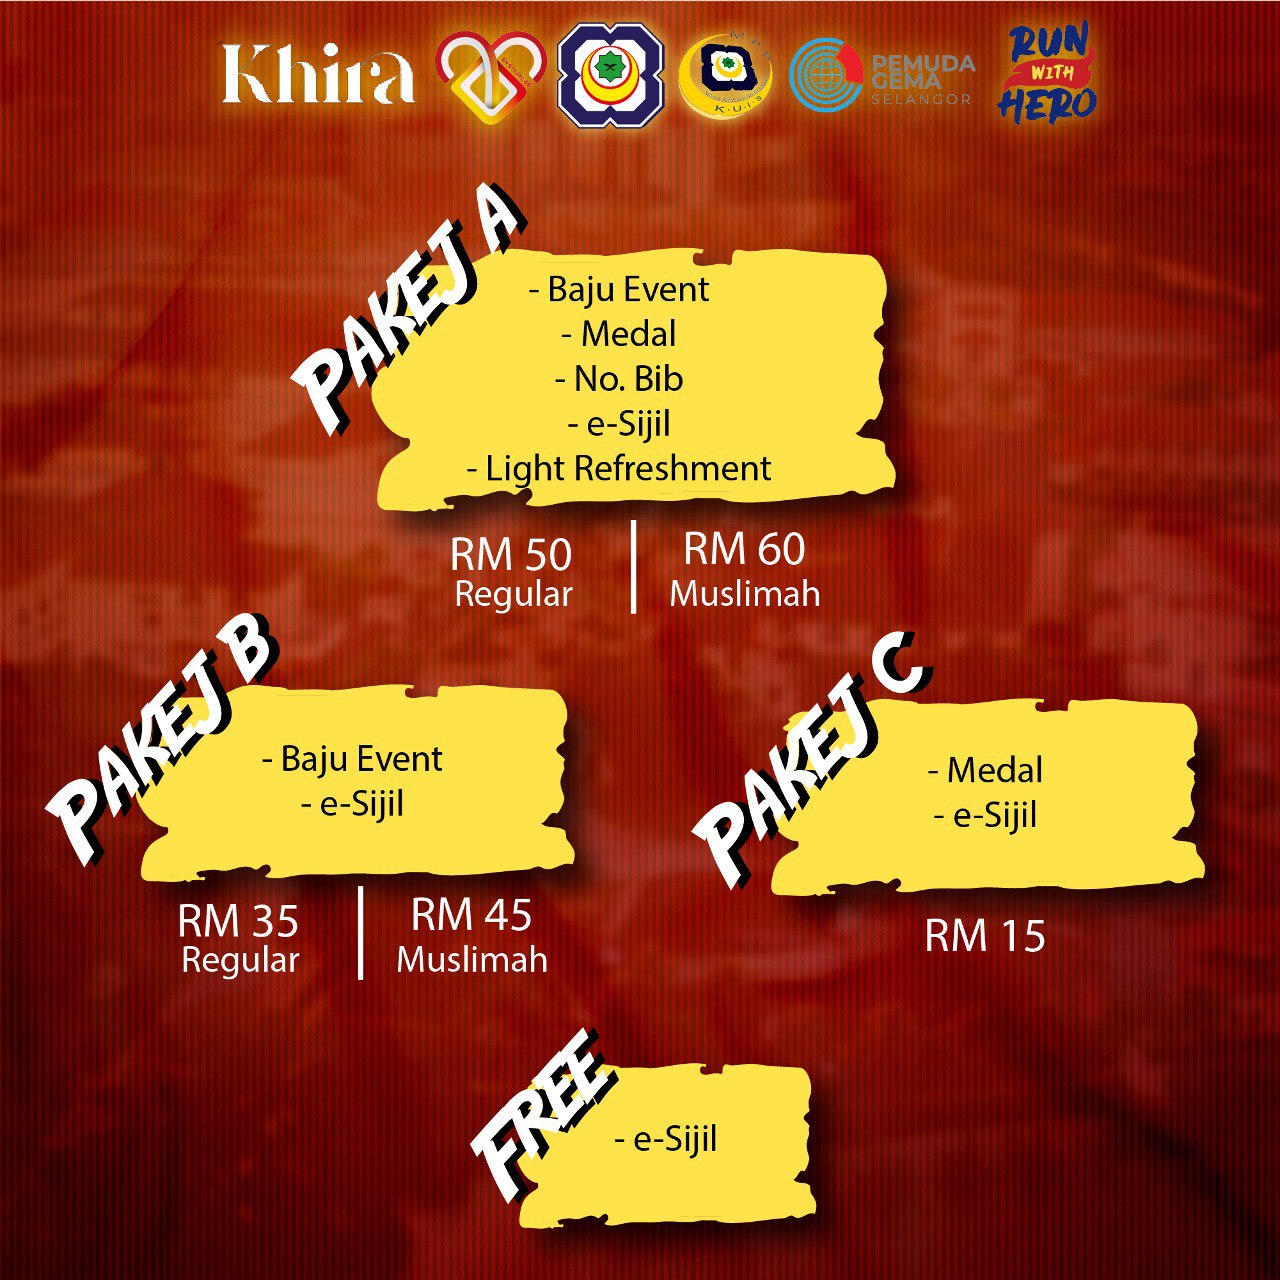 Khira
M.P.P
K.U.I.S
PEMUDA
GEMA
SELANGOR
RUN
WITH
HERO
PAKEJ A
- Baju Event
- Medal
- No. Bib
- e-Sijil
- Light Refreshment
RM 50
Regular
RM 60
Muslimah
PAKEJ B
- Baju Event
- e-Sijil
RM 35
Regular
RM 45
Muslimah
PAKEJ C
- Medal
- e-Sijil
RM 15
FREE
- e-Sijil